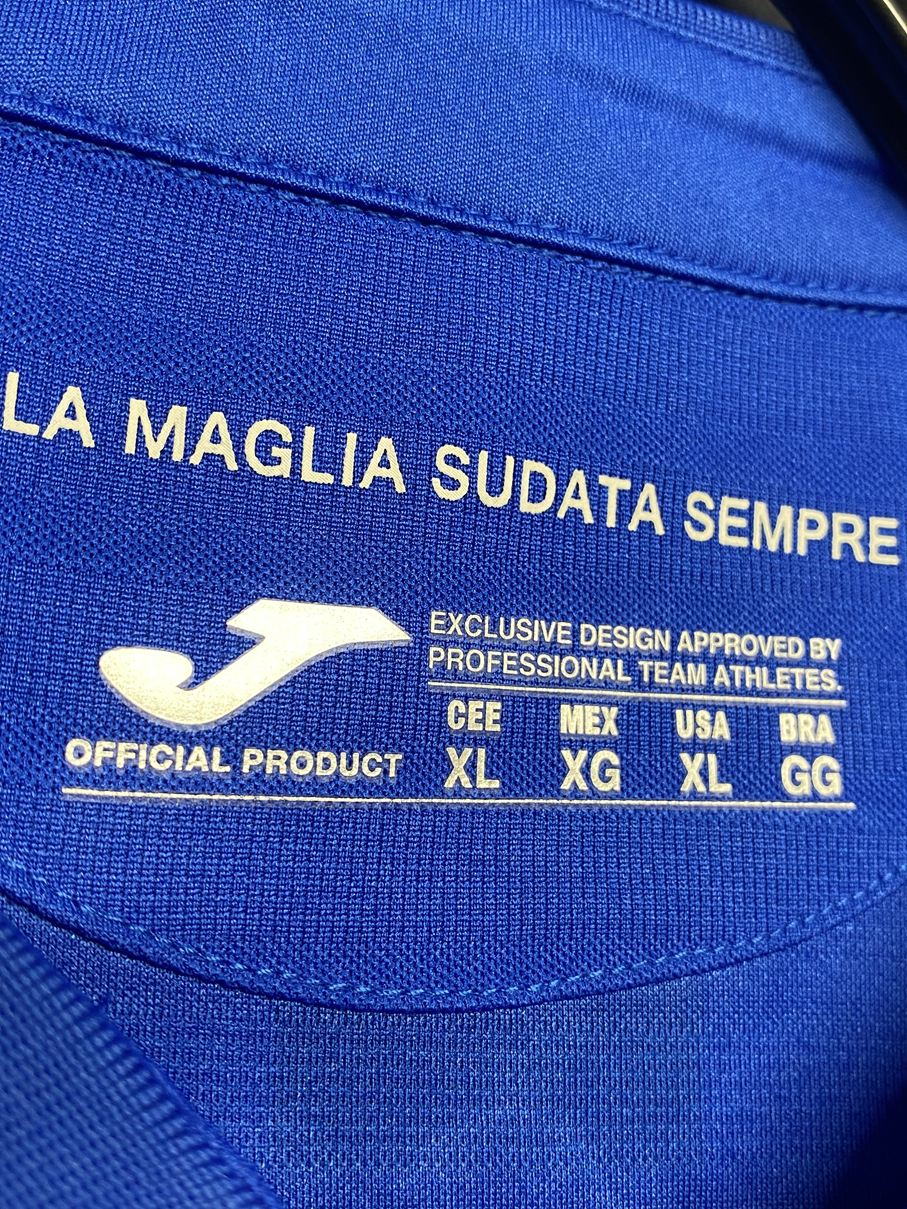 LA MAGLIA SUDATA SEMPRE
EXCLUSIVE DESIGN APPROVED BY
PROFESSIONAL TEAM ATHLETES.
CEE MEX USA BRA
XL XG XL GG
OFFICIAL PRODUCT